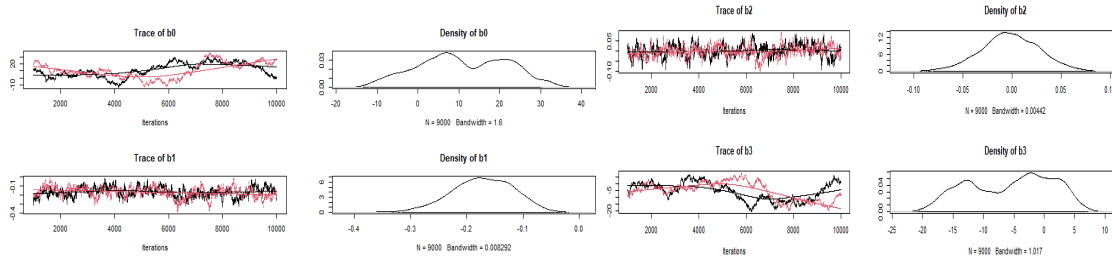 Trace of b0
-10 20
2000 4000 6000 8000 10000
Iterations
Density of b0
0.00 0.03
-20 -10 0 10 20 30 40
N = 9000 Bandwidth = 1.6
Trace of b1
-0.4 -0.1
2000 4000 6000 8000 10000
Iterations
Density of b1
0 3 6
-0.4 -0.3 -0.2 -0.1 0.0
N = 9000 Bandwidth = 0.008292
Trace of b2
-0.10 0.05
2000 4000 6000 8000 10000
Iterations
Density of b2
0 4 12
-0.10 -0.05 0.00 0.05 0.1
N = 9000 Bandwidth = 0.00442
Trace of b3
-20 -5
2000 4000 6000 8000 10000
Iterations
Density of b3
0.00 0.04
-25 -20 -15 -10 -5 0 5 10
N = 9000 Bandwidth = 1.017